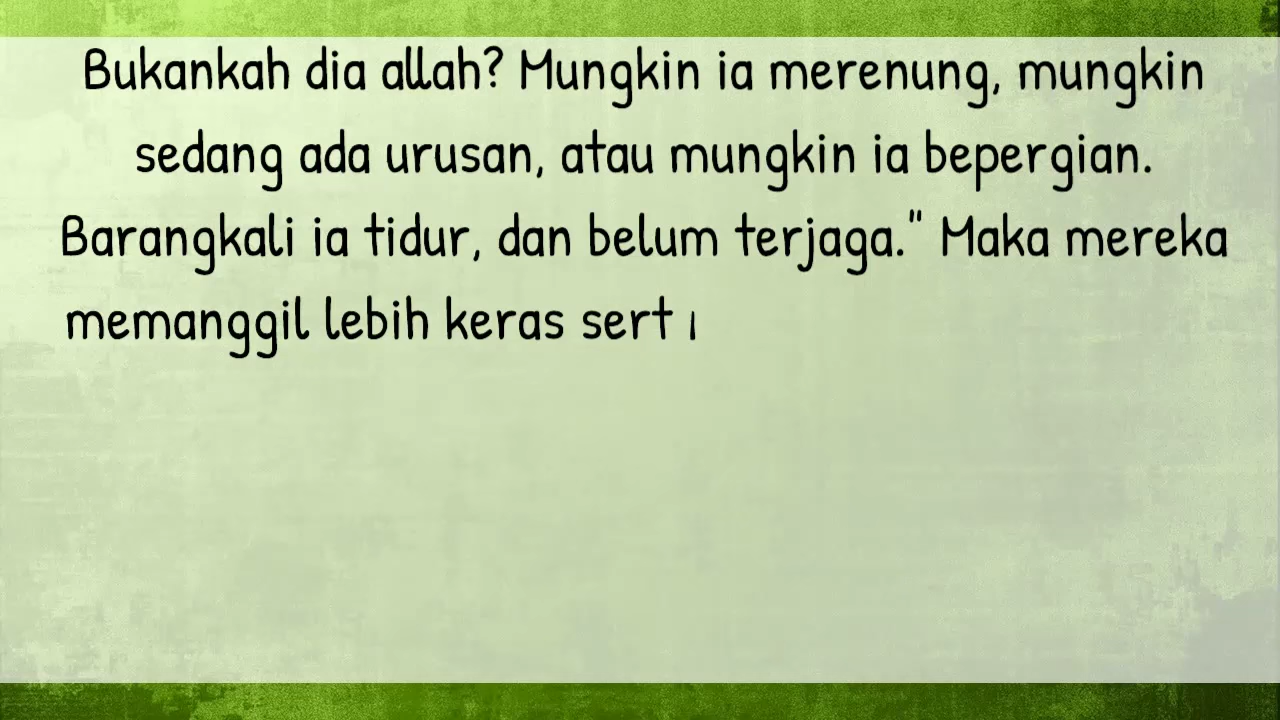 Bukankah dia allah? Mungkin ia merenung, mungkin
sedang ada urusan, atau mungkin ia bepergian.
Barangkali ia tidur, dan belum terjaga." Maka mereka
memanggil lebih keras sert